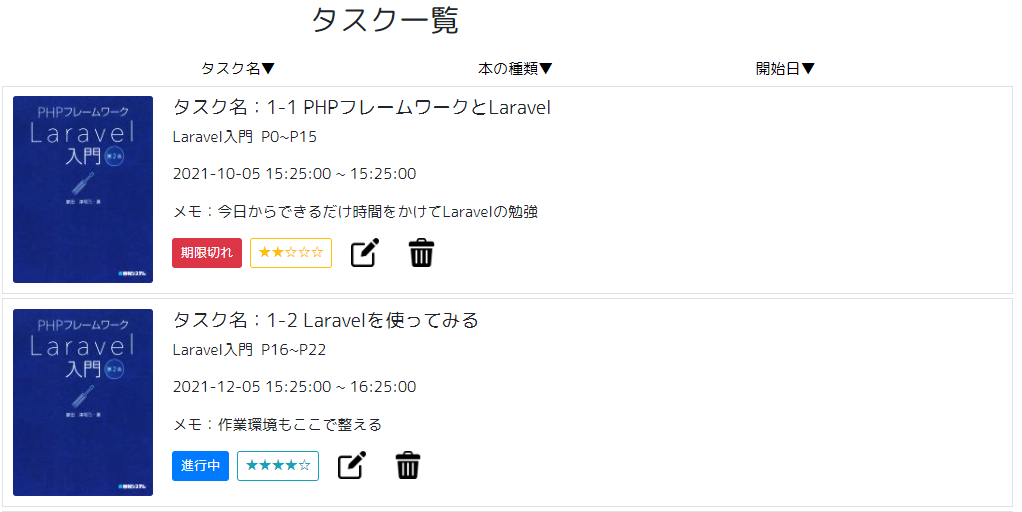 タスク一覧
タスク名▼ 本の種類▼ 開始日▼
PHPフレームワーク
Laravel
入門 第2版
タスク名：1-1 PHPフレームワークとLaravel
Laravel入門 P0~P15
2021-10-05 15:25:00 ~ 15:25:00
メモ：今日からできるだけ時間をかけてLaravelの勉強
期限切れ ★★☆☆☆
PHPフレームワーク
Laravel
入門 第2版
タスク名：1-2 Laravelを使ってみる
Laravel入門 P16~P22
2021-12-05 15:25:00 ~ 16:25:00
メモ：作業環境もここで整える
進行中 ★★★★☆